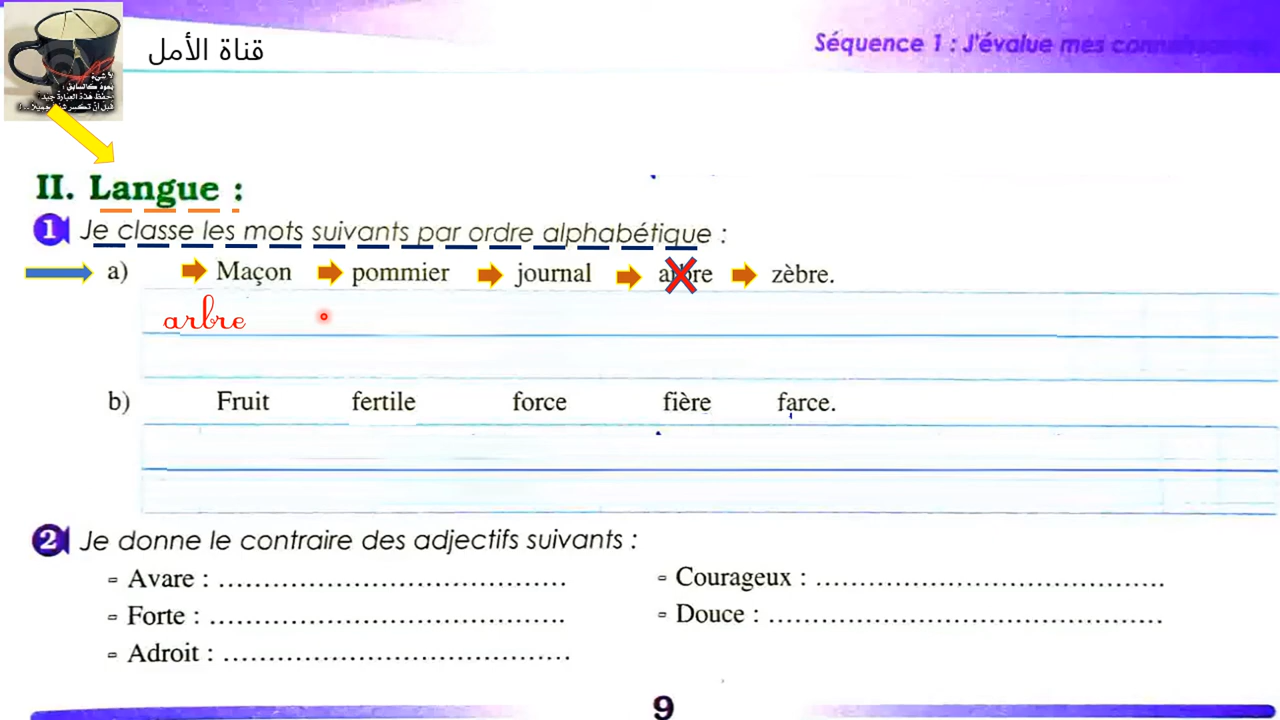 قناة الأمل
Séquence 1 : J'évalue mes
II. Langue :
1 Je classe les mots suivants par ordre alphabétique :
a) Maçon pommier journal arbre zèbre.
arbre
b) Fruit fertile force fière farce.
2 Je donne le contraire des adjectifs suivants :
- Avare : ........................................ - Courageux : ........................................
- Forte : ........................................ - Douce : ........................................
- Adroit : ........................................
9